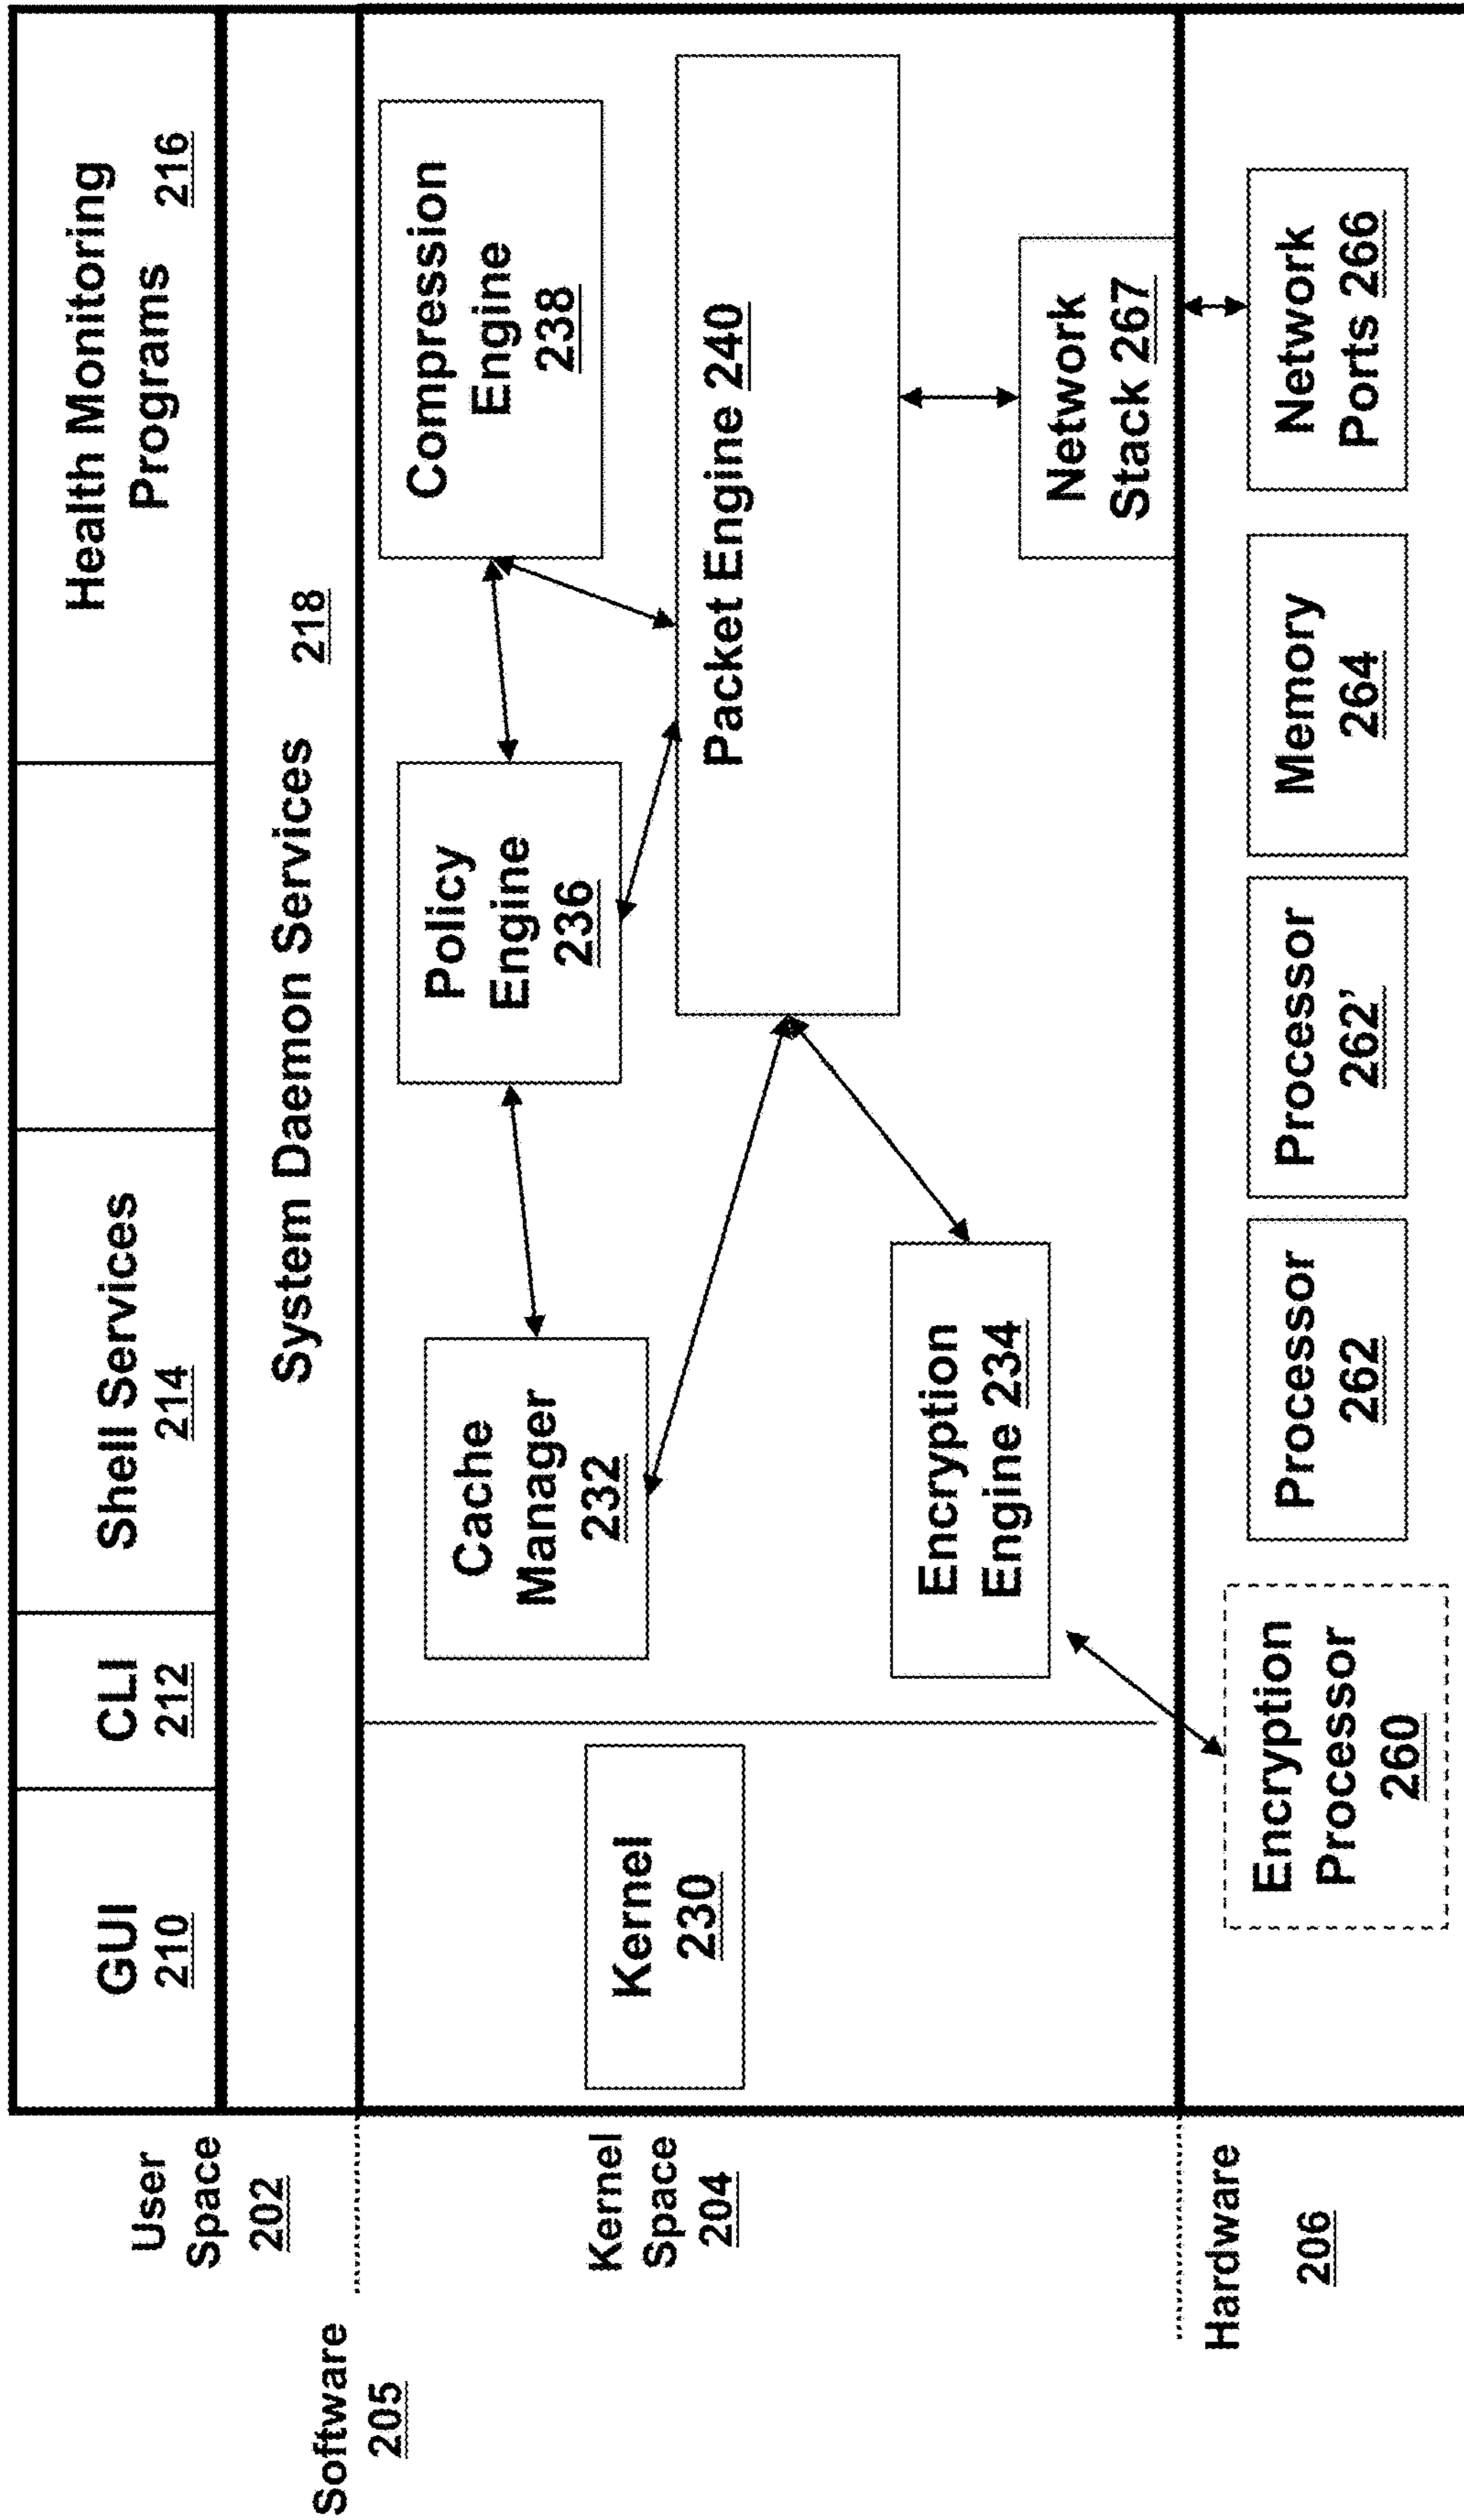 User
Space
202
GUI
210
CLI
212
Shell Services
214
Health Monitoring
Programs 216
System Daemon Services 218
Software
205
Kernel
Space
204
Kernel
230
Cache
Manager
232
Policy
Engine
236
Compression
Engine
238
Packet Engine 240
Encryption
Engine 234
Network
Stack 267
Hardware
206
Encryption
Processor
260
Processor
262
Processor
262’
Memory
264
Network
Ports 266